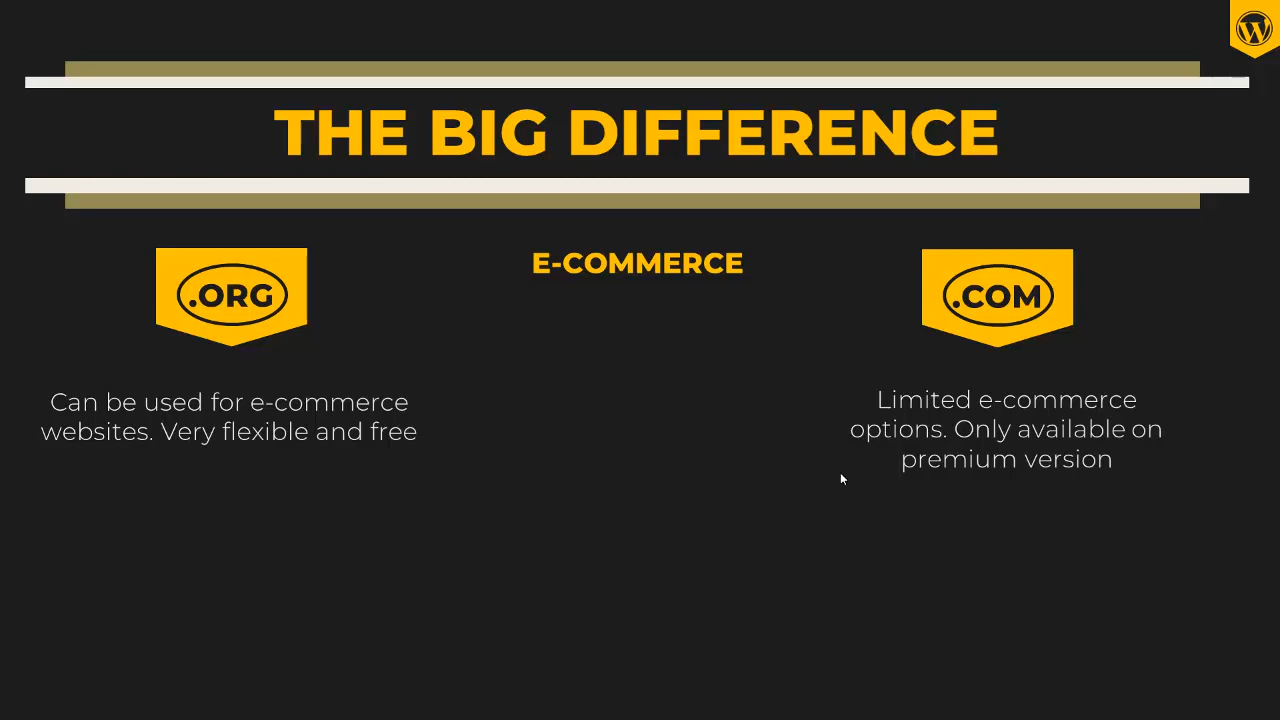 THE BIG DIFFERENCE
.ORG
E-COMMERCE
.COM
Can be used for e-commerce
websites. Very flexible and free
Limited e-commerce
options. Only available on
premium version